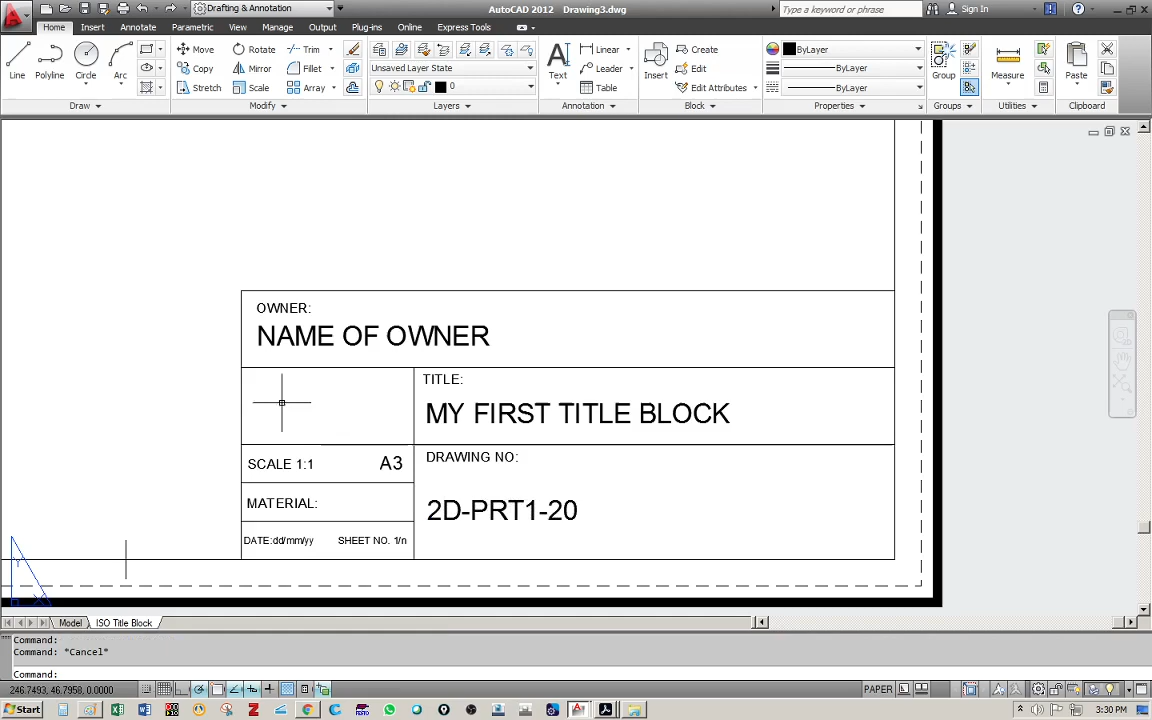 Drafting & Annotation
AutoCAD 2012 Drawing3.dwg
Type a keyword or phrase
Sign In
Home Insert Annotate Parametric View Manage Output Plug-ins Online Express Tools
Line Polyline Circle Arc
Move Rotate Trim
Copy Mirror Fillet
Stretch Scale Array
Unsaved Layer State
0
Text
Linear
Leader
Table
Insert
Create
Edit
Edit Attributes
ByLayer
ByLayer
ByLayer
Group
Measure
Paste
Draw Modify Layers Annotation Block Properties Groups Utilities Clipboard
OWNER:
NAME OF OWNER
TITLE:
MY FIRST TITLE BLOCK
SCALE 1:1 A3
DRAWING NO:
MATERIAL:
2D-PRT1-20
DATE:dd/mm/yy SHEET NO. 1/n
Y
X
Model ISO Title Block
Command:
Command: *Cancel*
Command:
246.7493, 46.7958, 0.0000
PAPER
Start
3:30 PM